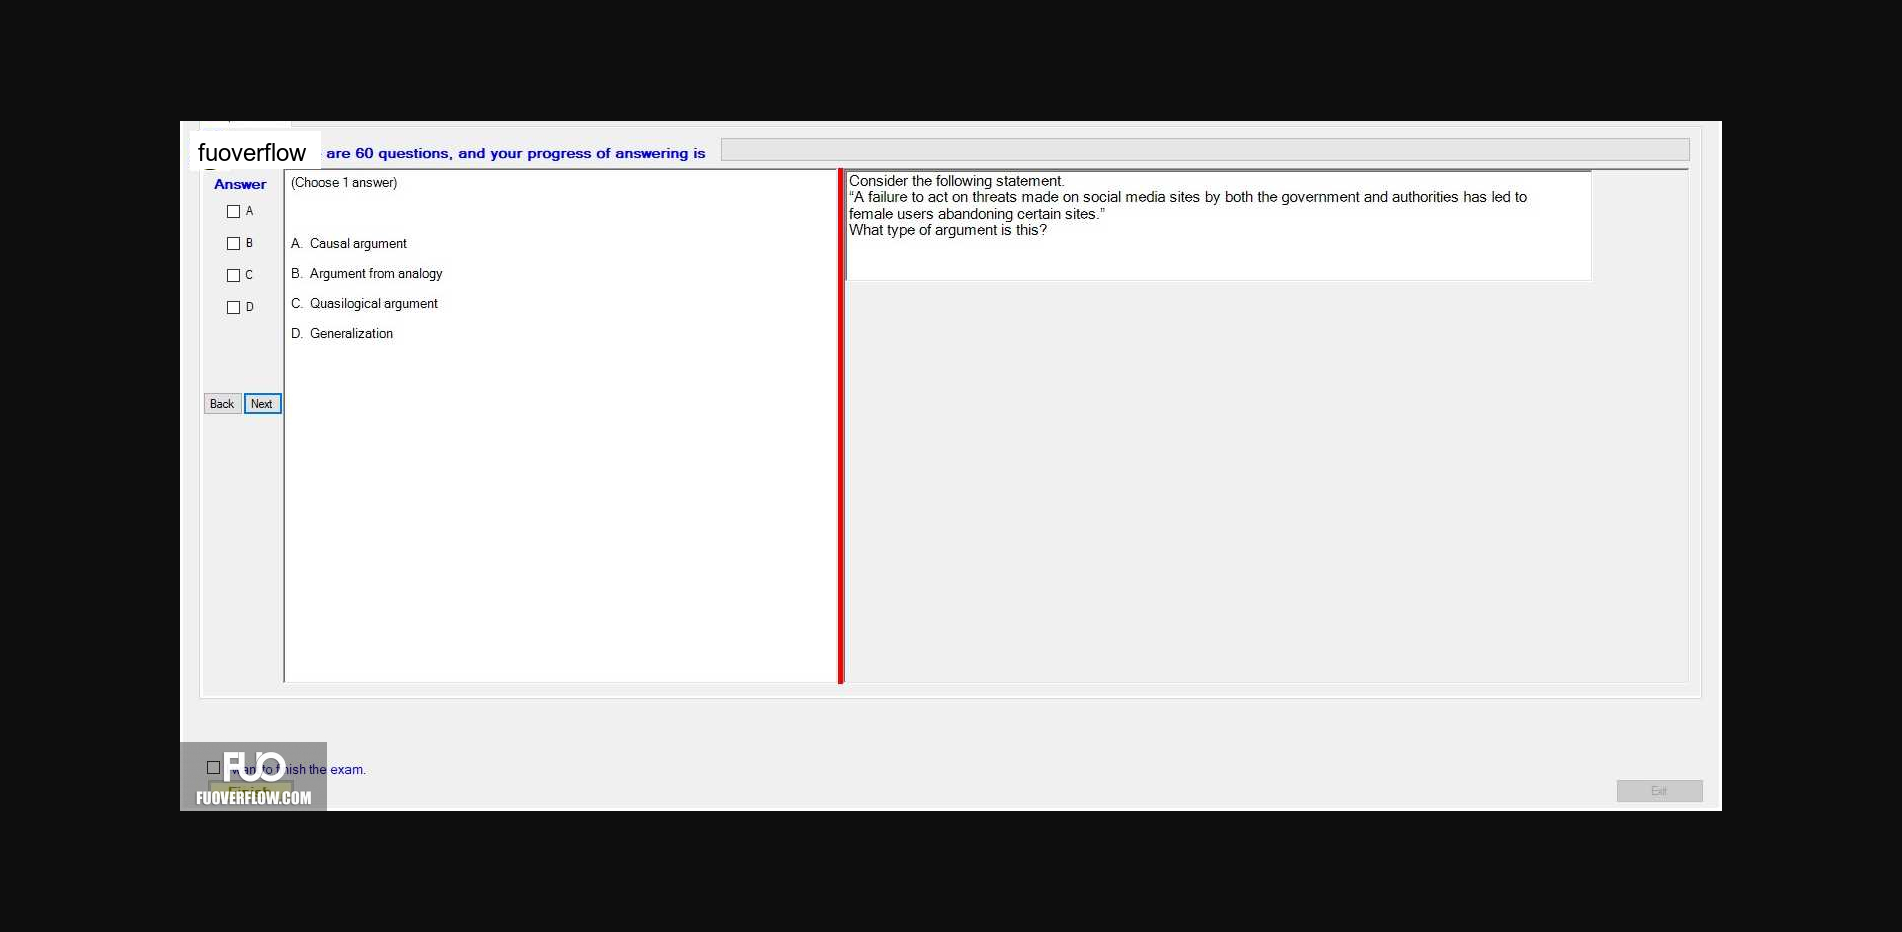 fuoverflow
are 60 questions, and your progress of answering is
Answer
A
B
C
D
Back
Next
(Choose 1 answer)
A. Causal argument
B. Argument from analogy
C. Quasilogical argument
D. Generalization
Consider the following statement.
“A failure to act on threats made on social media sites by both the government and authorities has led to
female users abandoning certain sites.”
What type of argument is this?
FUO
want to finish the exam.
Finish
FUOVERFLOW.COM
Exit